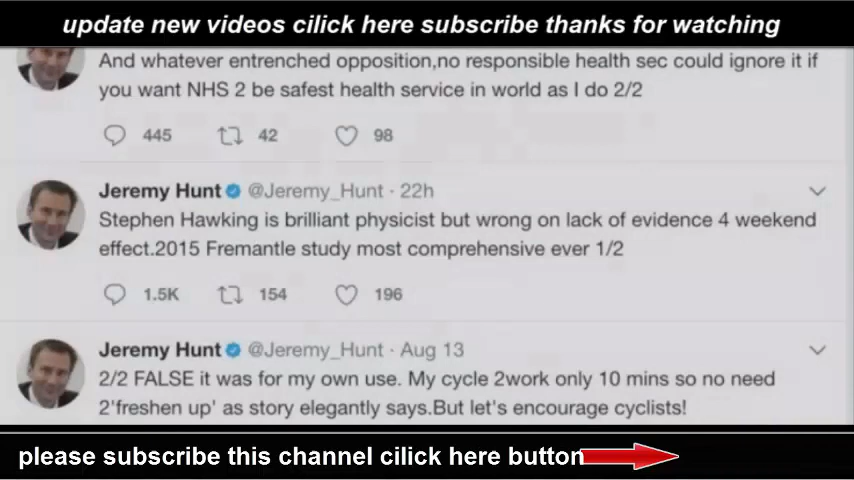 update new videos cilick here subscribe thanks for watching
And whatever entrenched opposition,no responsible health sec could ignore it if
you want NHS 2 be safest health service in world as I do 2/2
445 42 98
Jeremy Hunt @Jeremy_Hunt · 22h
Stephen Hawking is brilliant physicist but wrong on lack of evidence 4 weekend
effect.2015 Fremantle study most comprehensive ever 1/2
1.5K 154 196
Jeremy Hunt @Jeremy_Hunt · Aug 13
2/2 FALSE it was for my own use. My cycle 2work only 10 mins so no need
2'freshen up' as story elegantly says.But let's encourage cyclists!
please subscribe this channel cilick here button